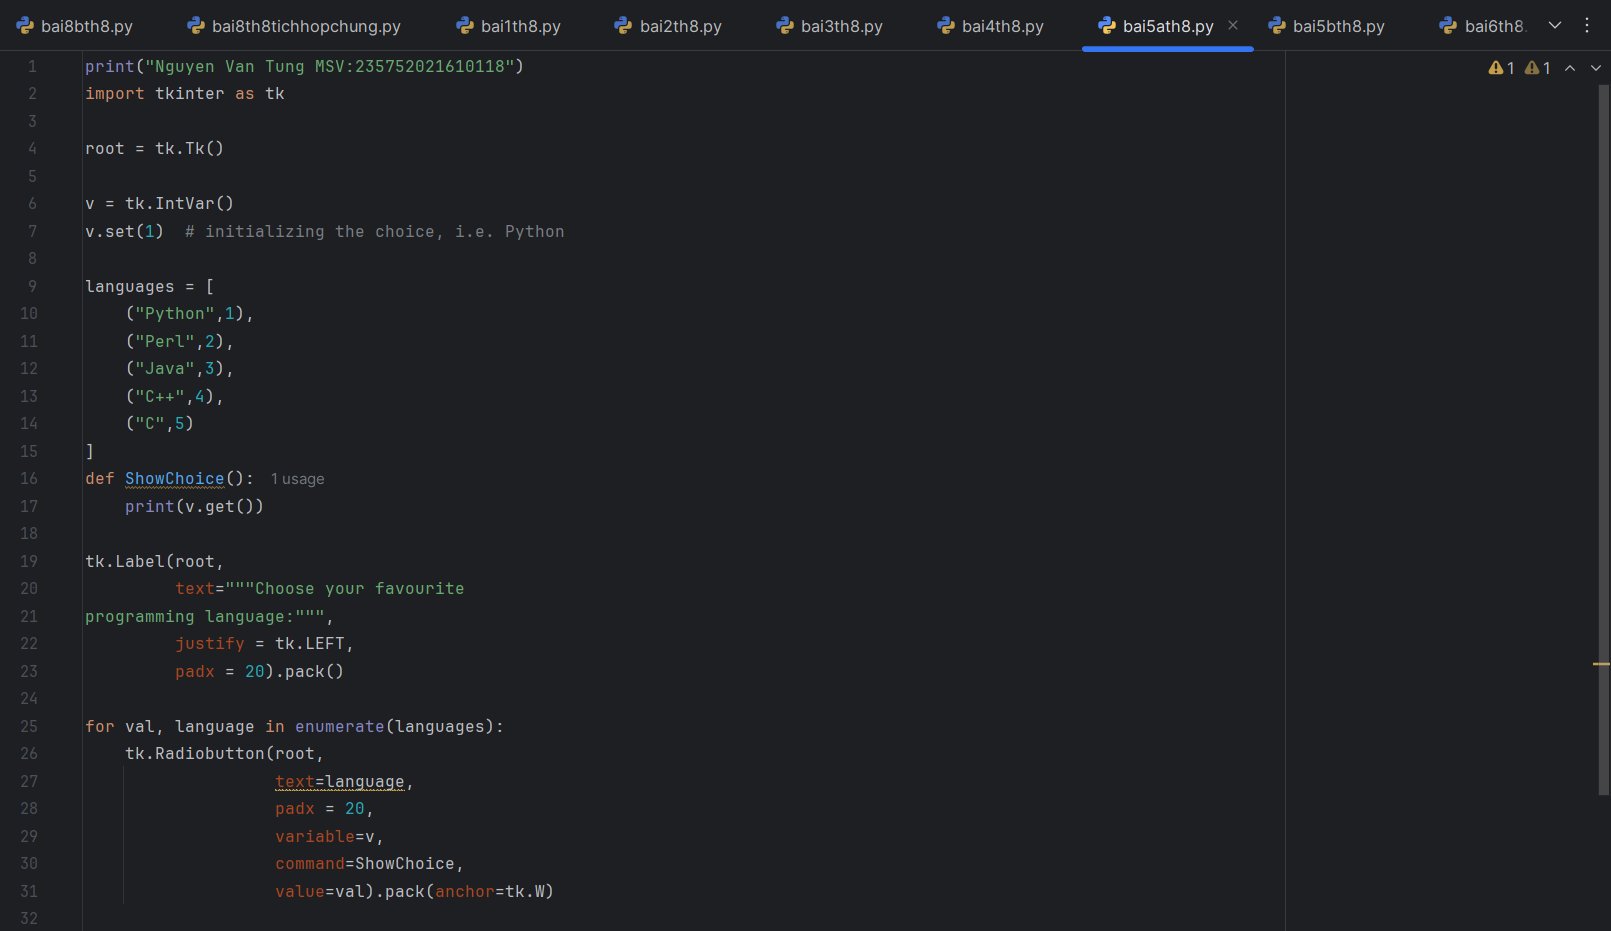 bai8bth8.py bai8th8tichhopchung.py bai1th8.py bai2th8.py bai3th8.py bai4th8.py bai5ath8.py bai5bth8.py bai6th8.
1 print("Nguyen Van Tung MSV:235752021610118") 1 1
2 import tkinter as tk
3
4 root = tk.Tk()
5
6 v = tk.IntVar()
7 v.set(1)  # initializing the choice, i.e. Python
8
9 languages = [
10     ("Python",1),
11     ("Perl",2),
12     ("Java",3),
13     ("C++",4),
14     ("C",5)
15 ]
16 def ShowChoice(): 1 usage
17     print(v.get())
18
19 tk.Label(root,
20          text="""Choose your favourite
21 programming language:""",
22          justify = tk.LEFT,
23          padx = 20).pack()
24
25 for val, language in enumerate(languages):
26     tk.Radiobutton(root,
27                    text=language,
28                    padx = 20,
29                    variable=v,
30                    command=ShowChoice,
31                    value=val).pack(anchor=tk.W)
32